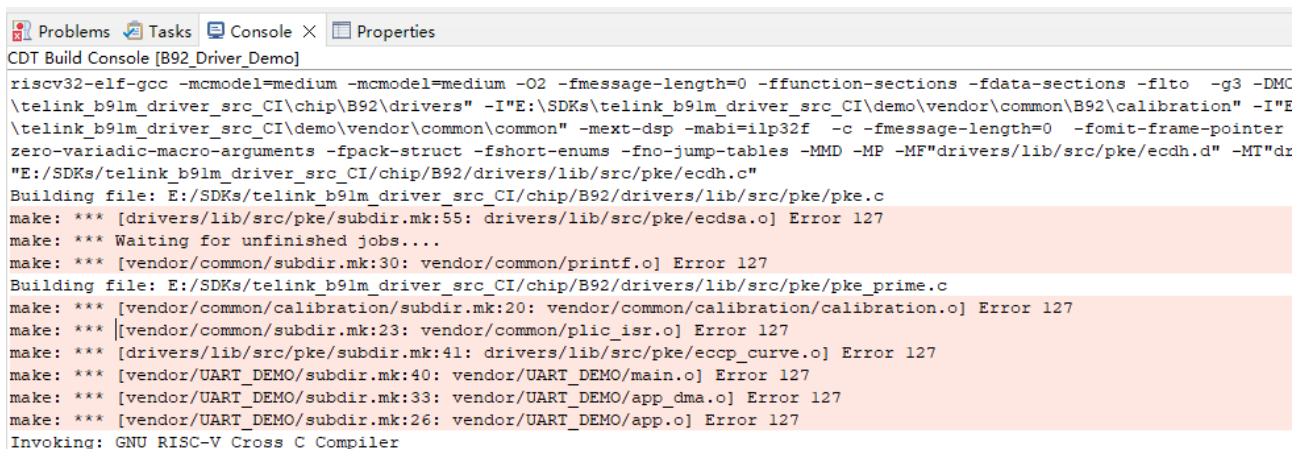 Problems Tasks Console Properties
CDT Build Console [B92_Driver_Demo]
riscv32-elf-gcc -mcmodel=medium -mcmodel=medium -O2 -fmessage-length=0 -ffunction-sections -fdata-sections -flto -g3 -DMC
\telink_b91m_driver_src_CI\chip\B92\drivers" -I"E:\SDKs\telink_b91m_driver_src_CI\demo\vendor\common\B92\calibration" -I"E
\telink_b91m_driver_src_CI\demo\vendor\common\common" -mext-dsp -mabi=ilp32f -c -fmessage-length=0 -fomit-frame-pointer
zero-variadic-macro-arguments -fpack-struct -fshort-enums -fno-jump-tables -MMD -MP -MF"drivers/lib/src/pke/ecdh.d" -MT"dr
"E:/SDKs/telink_b91m_driver_src_CI/chip/B92/drivers/lib/src/pke/ecdh.c"
Building file: E:/SDKs/telink_b91m_driver_src_CI/chip/B92/drivers/lib/src/pke/pke.c
make: *** [drivers/lib/src/pke/subdir.mk:55: drivers/lib/src/pke/ecdsa.o] Error 127
make: *** Waiting for unfinished jobs....
make: *** [vendor/common/subdir.mk:30: vendor/common/printf.o] Error 127
Building file: E:/SDKs/telink_b91m_driver_src_CI/chip/B92/drivers/lib/src/pke/pke_prime.c
make: *** [vendor/common/calibration/subdir.mk:20: vendor/common/calibration/calibration.o] Error 127
make: *** [vendor/common/subdir.mk:23: vendor/common/plic_isr.o] Error 127
make: *** [drivers/lib/src/pke/subdir.mk:41: drivers/lib/src/pke/eccp_curve.o] Error 127
make: *** [vendor/UART_DEMO/subdir.mk:40: vendor/UART_DEMO/main.o] Error 127
make: *** [vendor/UART_DEMO/subdir.mk:33: vendor/UART_DEMO/app_dma.o] Error 127
make: *** [vendor/UART_DEMO/subdir.mk:26: vendor/UART_DEMO/app.o] Error 127
Invoking: GNU RISC-V Cross C Compiler